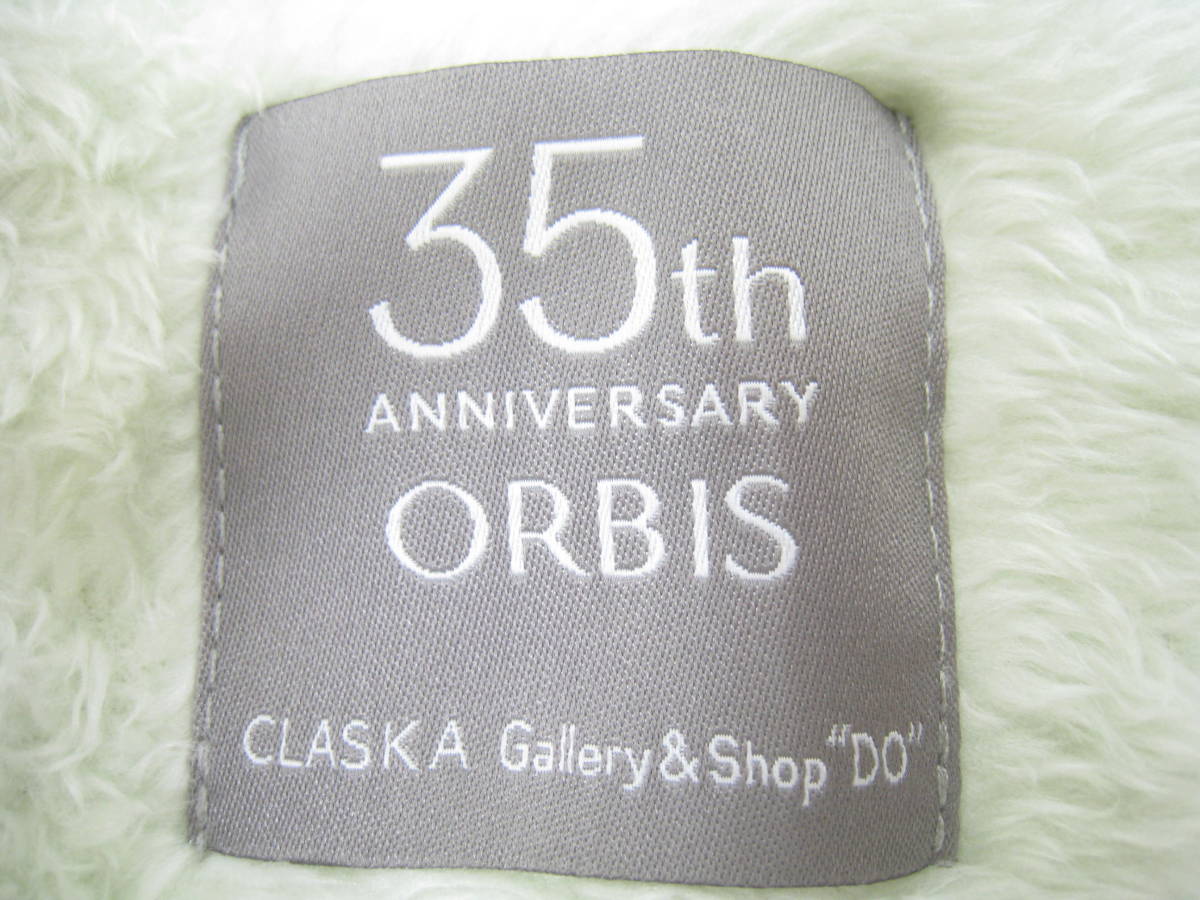 35th
ANNIVERSARY
ORBIS
CLASKA Gallery & Shop "DO"